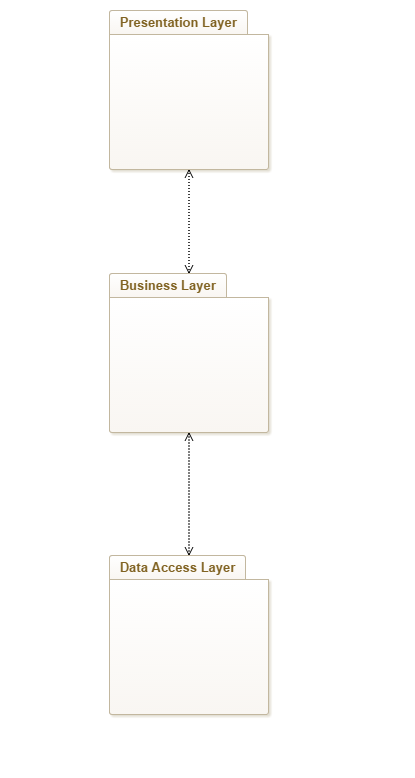 Presentation Layer
Business Layer
Data Access Layer